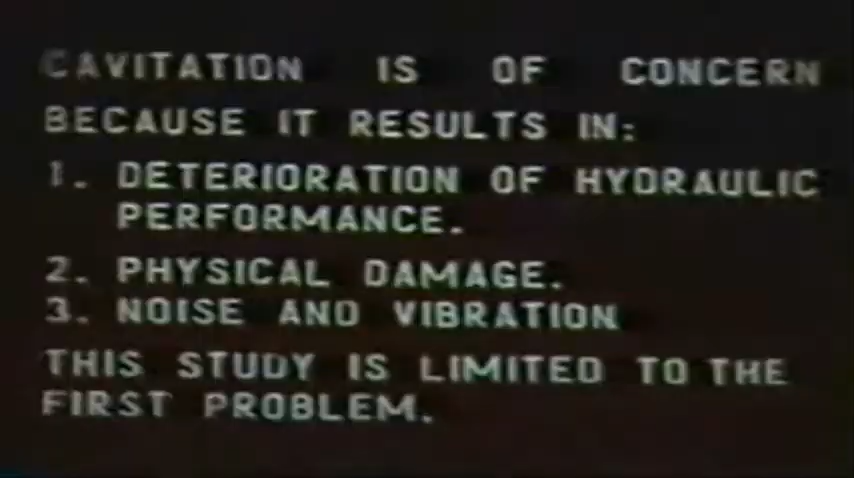 CAVITATION IS OF CONCERN
BECAUSE IT RESULTS IN:
1. DETERIORATION OF HYDRAULIC
PERFORMANCE.
2. PHYSICAL DAMAGE.
3. NOISE AND VIBRATION
THIS STUDY IS LIMITED TO THE
FIRST PROBLEM.